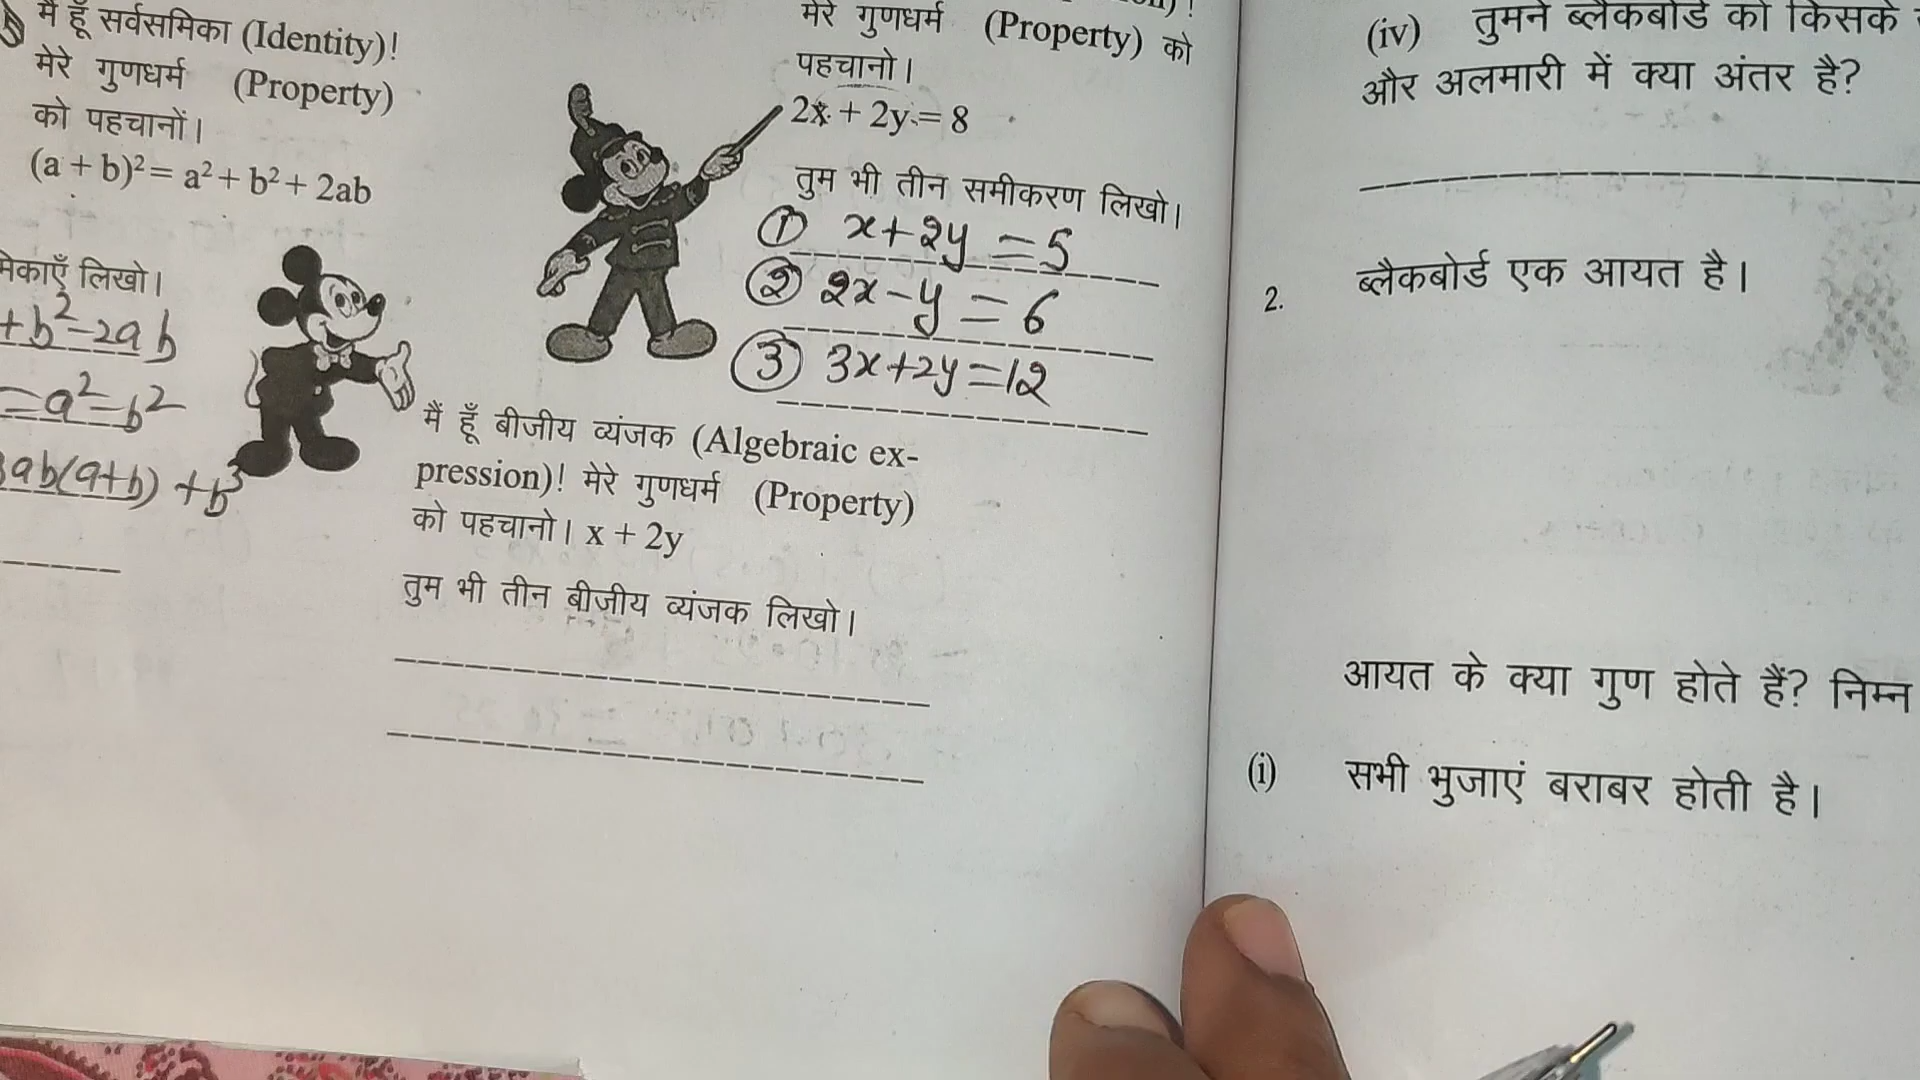 मैं हूँ सर्वसमिका (Identity)!
मेरे गुणधर्म (Property)
को पहचानों।
(a + b)² = a² + b² + 2ab
लिखो।
+b²-2ab
=a²=b²
ab(a+b) +b³
मेरे गुणधर्म (Property) को
पहचानो।
2x + 2y = 8
तुम भी तीन समीकरण लिखो।
① x+2y =5
② 2x-y = 6
③ 3x+2y=12
मैं हूँ बीजीय व्यंजक (Algebraic ex-
pression)! मेरे गुणधर्म (Property)
को पहचानो। x + 2y
तुम भी तीन बीजीय व्यंजक लिखो।
(iv) तुमने ब्लैकबोर्ड को किसके
और अलमारी में क्या अंतर है?
2. ब्लैकबोर्ड एक आयत है।
आयत के क्या गुण होते हैं? निम्न
(i) सभी भुजाएं बराबर होती है।